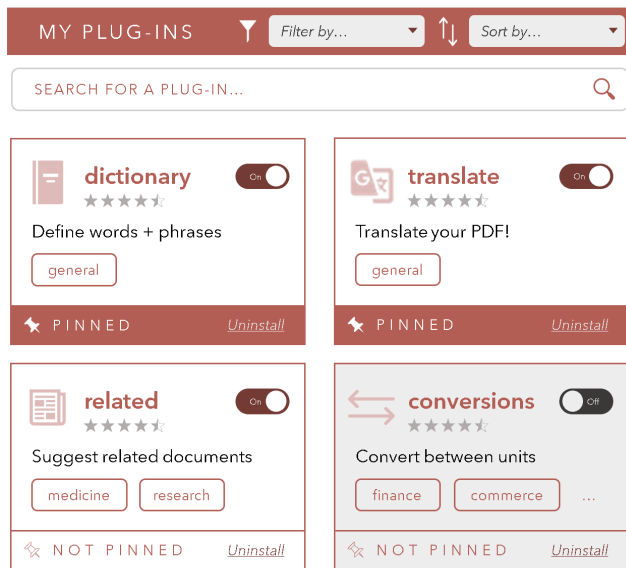 MY PLUG-INS Filter by... Sort by...
SEARCH FOR A PLUG-IN...
dictionary On
Define words + phrases
general
PINNED Uninstall
G translate On
Translate your PDF!
general
PINNED Uninstall
related On
Suggest related documents
medicine research
NOT PINNED Uninstall
conversions Off
Convert between units
finance commerce ...
NOT PINNED Uninstall